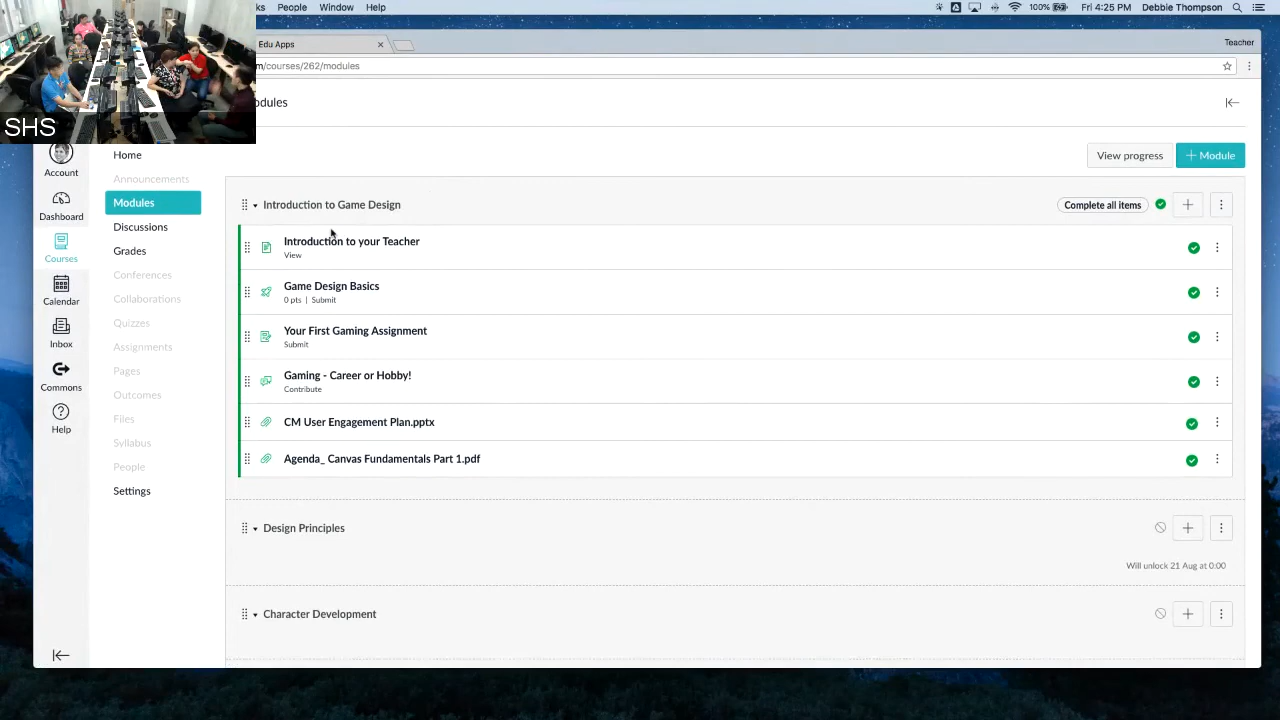 ks People Window Help 100% Fri 4:25 PM Debbie Thompson
Edu Apps Teacher
m/courses/262/modules
odules
SHS
Account
Dashboard
Courses
Calendar
Inbox
Commons
Help
Home
Announcements
Modules
Discussions
Grades
Conferences
Collaborations
Quizzes
Assignments
Pages
Outcomes
Files
Syllabus
People
Settings
View progress + Module
Introduction to Game Design Complete all items
Introduction to your Teacher
View
Game Design Basics
0 pts | Submit
Your First Gaming Assignment
Submit
Gaming - Career or Hobby!
Contribute
CM User Engagement Plan.pptx
Agenda_ Canvas Fundamentals Part 1.pdf
Design Principles
Will unlock 21 Aug at 0:00
Character Development